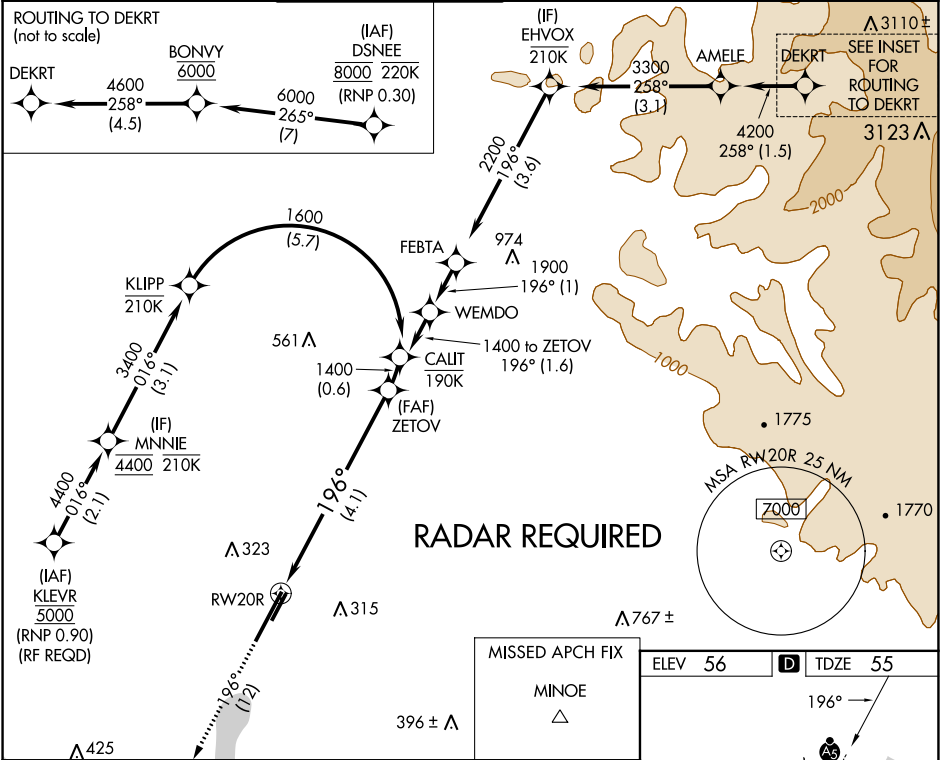 ROUTING TO DEKRT
(not to scale)
DEKRT
4600
258°
(4.5)
BONVY
6000
6000
265°
(7)
(IAF)
DSNEE
8000 220K
(RNP 0.30)
(IF)
EHVOX
210K
3300
258°
(3.1)
AMELE
DEKRT
4200
258° (1.5)
3110 ±
SEE INSET
FOR
ROUTING
TO DEKRT
3123
2000
2200
196°
(3.6)
1600
(5.7)
FEBTA
974
1900
196° (1)
KLIPP
210K
WEMDO
561
1400 to ZETOV
196° (1.6)
CALIT
190K
1400
(0.6)
(FAF)
ZETOV
1000
3400
016°
(3.1)
(IF)
MNNIE
4400 210K
1775
4400
016°
(2.1)
196°
(4.1)
MSA RW20R 25 NM
7000
1770
RADAR REQUIRED
(IAF)
KLEVR
5000
(RNP 0.90)
(RF REQD)
323
RW20R
315
767 ±
MISSED APCH FIX
MINOE
ELEV 56
D
TDZE 55
196°
196°
(12)
396 ±
425
A5